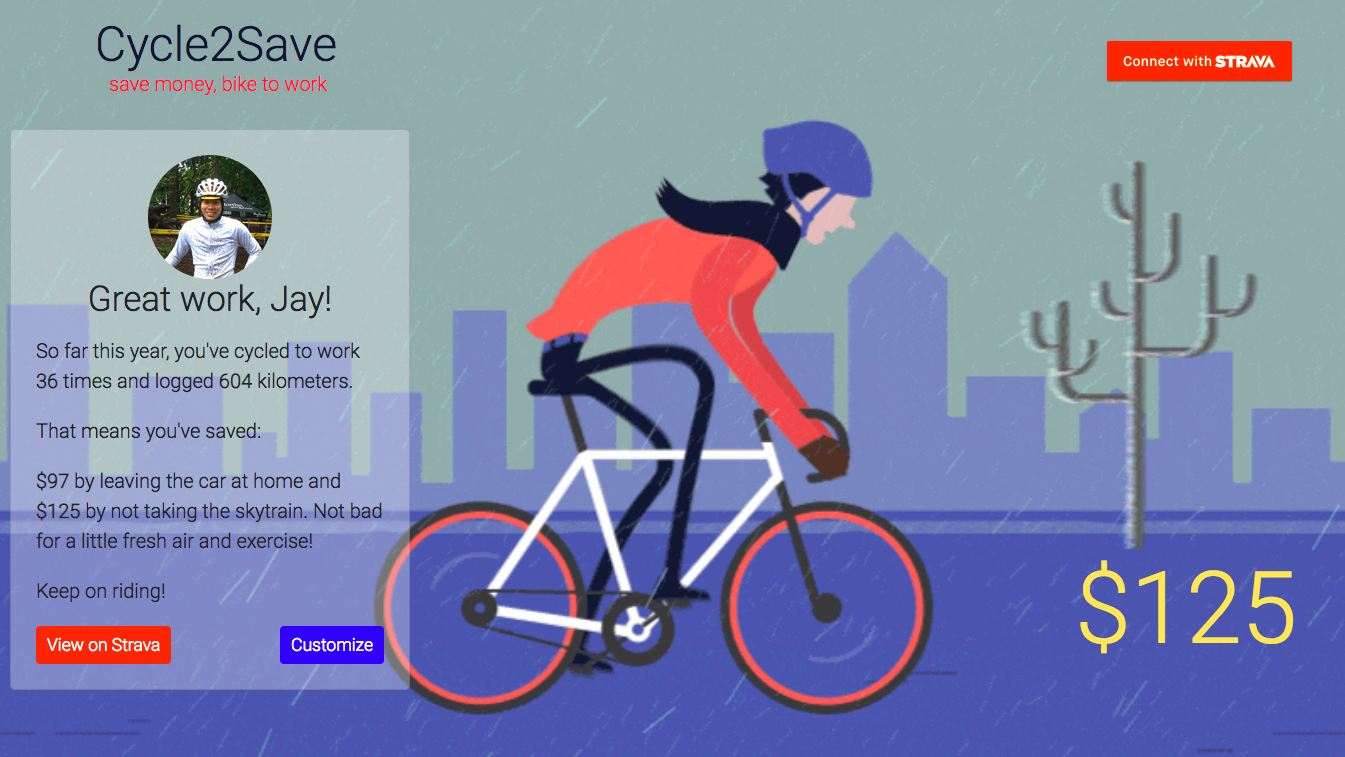 Cycle2Save
save money, bike to work
Connect with STRAVA
Great work, Jay!
So far this year, you've cycled to work
36 times and logged 604 kilometers.
That means you've saved:
$97 by leaving the car at home and
$125 by not taking the skytrain. Not bad
for a little fresh air and exercise!
Keep on riding!
View on Strava
Customize
$125